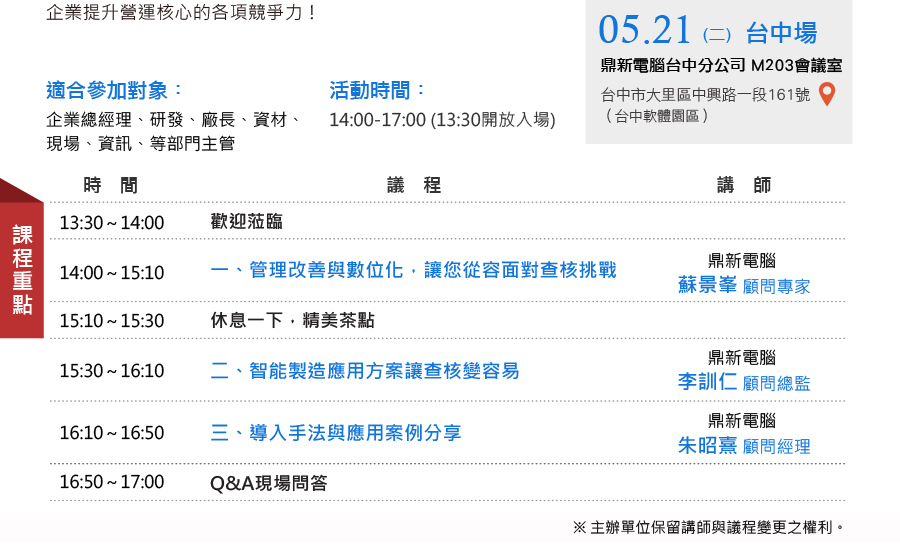 企業提升營運核心的各項競爭力！
05.21 (二) 台中場
鼎新電腦台中分公司 M203會議室
台中市大里區中興路一段161號
（台中軟體園區）
適合參加對象：
企業總經理、研發、廠長、資材、
現場、資訊、等部門主管
活動時間：
14:00-17:00 (13:30開放入場)
課程重點
時 間 議 程 講 師
13:30~14:00 歡迎蒞臨
14:00~15:10 一、管理改善與數位化，讓您從容面對查核挑戰 鼎新電腦
蘇景峯 顧問專家
15:10~15:30 休息一下，精美茶點
15:30~16:10 二、智能製造應用方案讓查核變容易 鼎新電腦
李訓仁 顧問總監
16:10~16:50 三、導入手法與應用案例分享 鼎新電腦
朱昭熹 顧問經理
16:50~17:00 Q&A現場問答
※ 主辦單位保留講師與議程變更之權利。